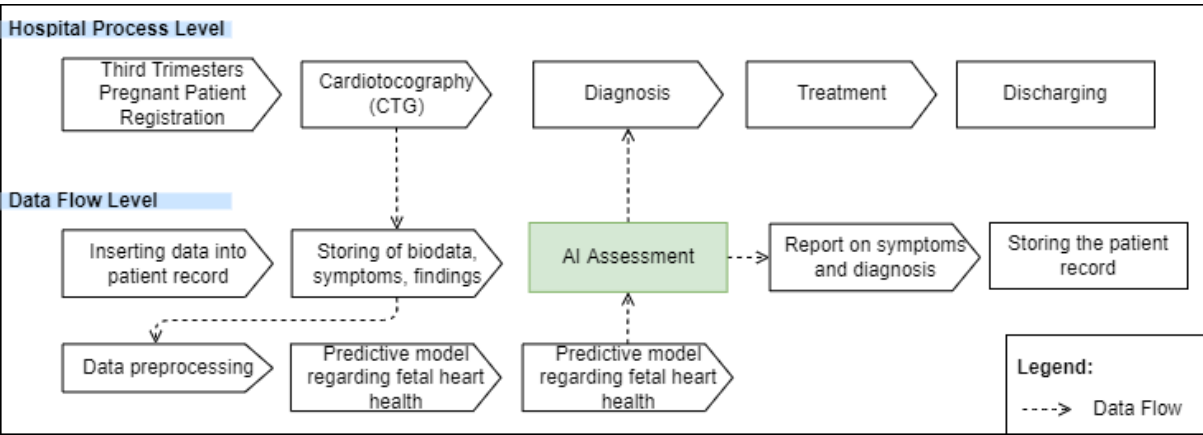 Hospital Process Level
Third Trimesters
Pregnant Patient
Registration
Cardiotocography
(CTG)
Diagnosis
Treatment
Discharging
Data Flow Level
Inserting data into
patient record
Storing of biodata,
symptoms, findings
AI Assessment
Report on symptoms
and diagnosis
Storing the patient
record
Data preprocessing
Predictive model
regarding fetal heart
health
Predictive model
regarding fetal heart
health
Legend:
Data Flow